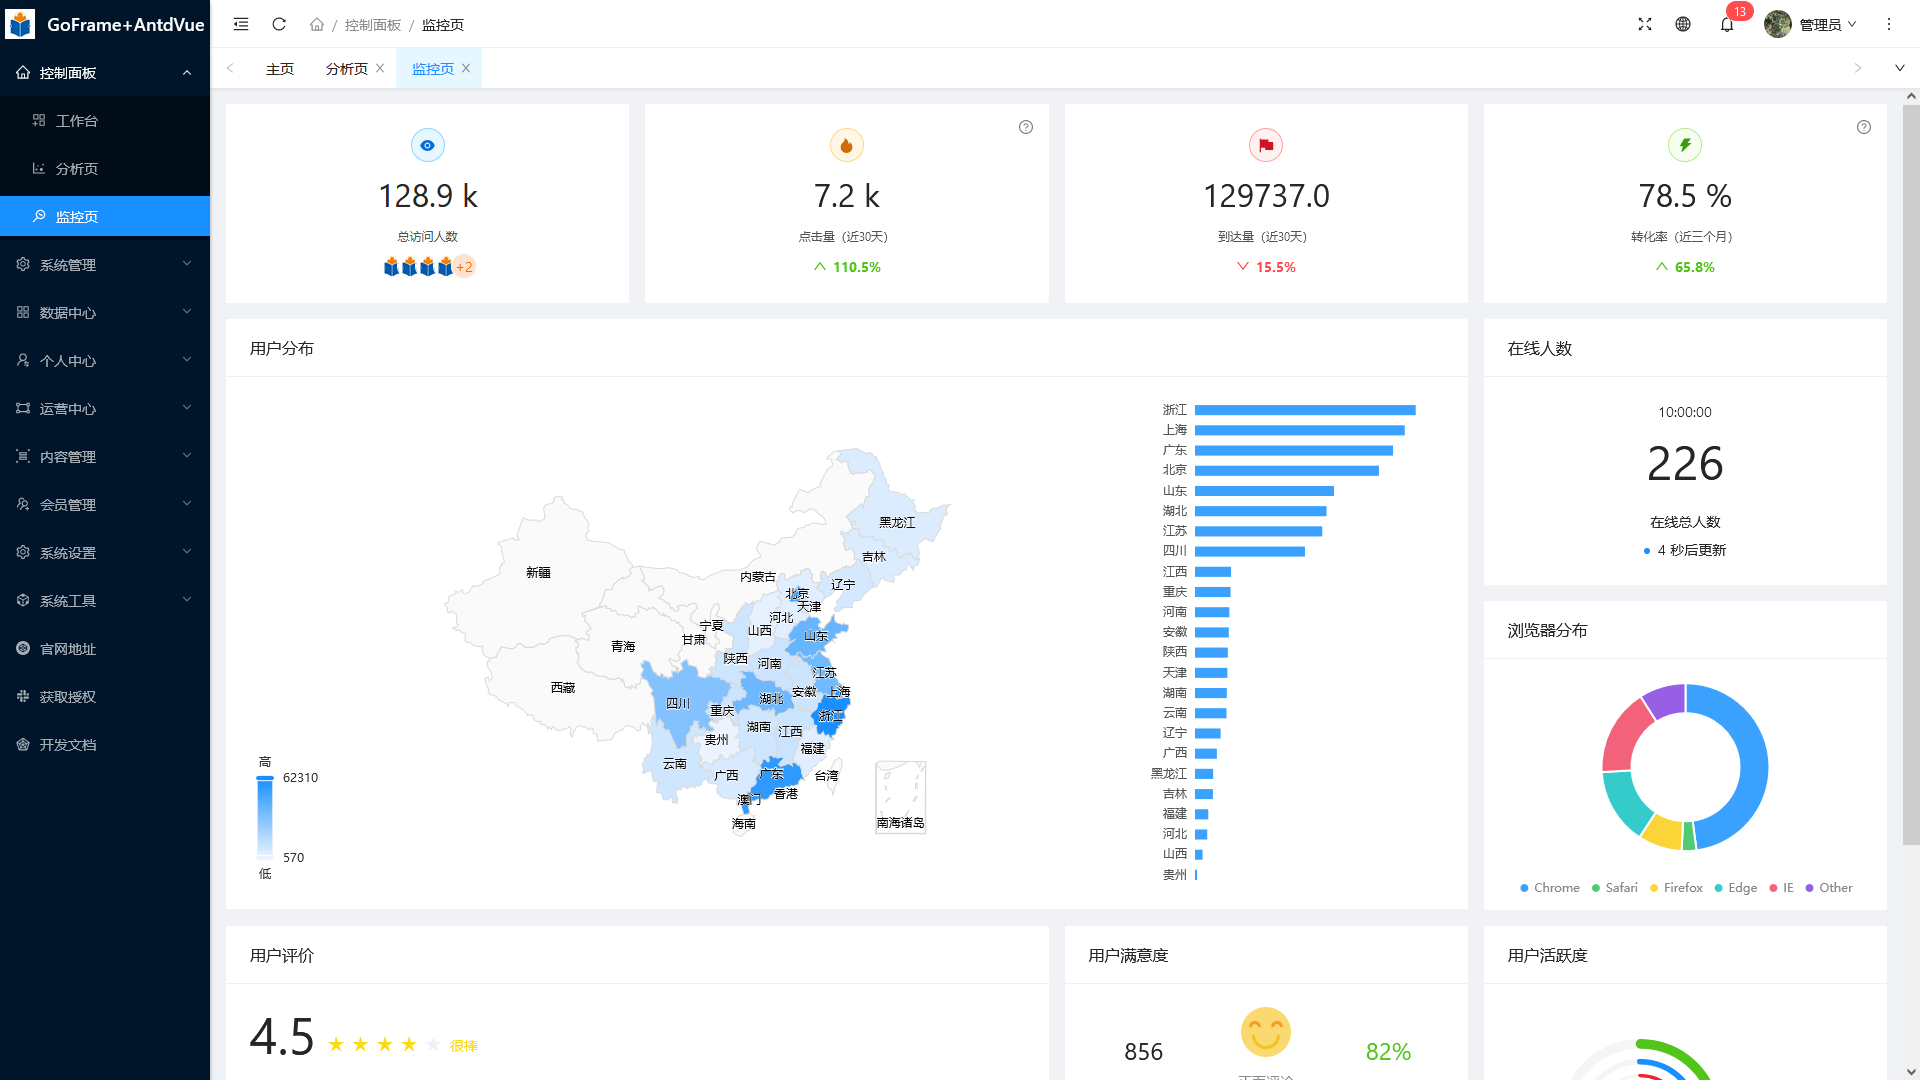 GoFrame+AntdVue
控制面板
工作台
分析页
监控页
系统管理
数据中心
个人中心
运营中心
内容管理
会员管理
系统设置
系统工具
官网地址
获取授权
开发文档
/ 控制面板 / 监控页
13
管理员
主页
分析页
监控页
128.9 k
总访问人数
+2
7.2 k
点击量（近30天）
110.5%
129737.0
到达量（近30天）
15.5%
78.5 %
转化率（近三个月）
65.8%
用户分布
黑龙江
吉林
新疆
内蒙古
辽宁
北京
天津
河北
宁夏
山西
山东
甘肃
青海
陕西
河南
江苏
西藏
安徽
上海
湖北
四川
重庆
浙江
湖南
江西
贵州
福建
云南
广西
广东
台湾
香港
澳门
海南
南海诸岛
高
62310
570
低
浙江
上海
广东
北京
山东
湖北
江苏
四川
江西
重庆
河南
安徽
陕西
天津
湖南
云南
辽宁
广西
黑龙江
吉林
福建
河北
山西
贵州
在线人数
10:00:00
226
在线总人数
4 秒后更新
浏览器分布
Chrome Safari Firefox Edge IE Other
用户评价
4.5
很棒
用户满意度
856
82%
用户活跃度